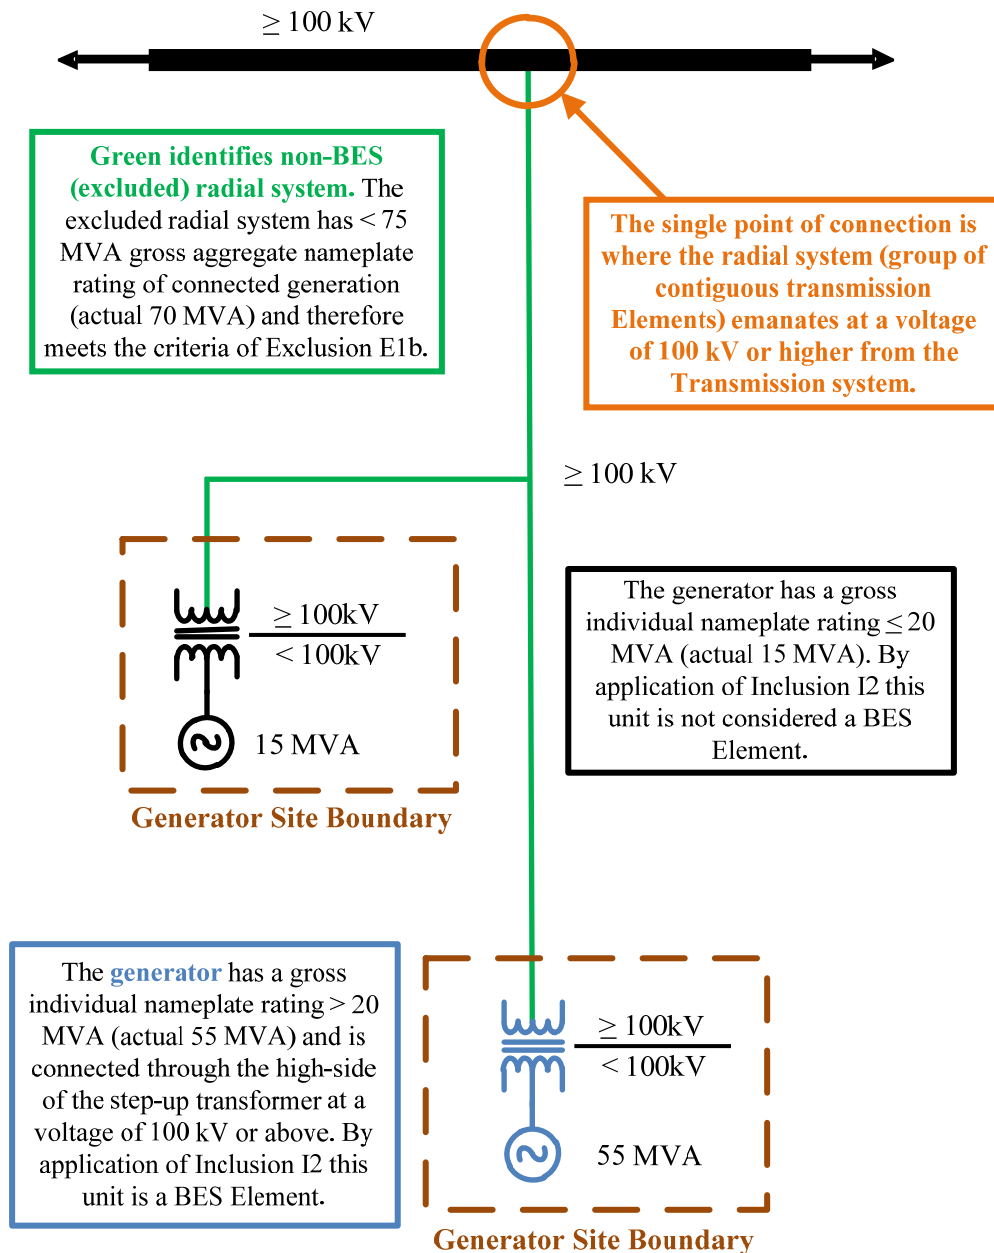 ≥ 100 kV
Green identifies non-BES
(excluded) radial system. The
excluded radial system has < 75
MVA gross aggregate nameplate
rating of connected generation
(actual 70 MVA) and therefore
meets the criteria of Exclusion E1b.
The single point of connection is
where the radial system (group of
contiguous transmission
Elements) emanates at a voltage
of 100 kV or higher from the
Transmission system.
≥ 100 kV
≥ 100kV
< 100kV
15 MVA
Generator Site Boundary
The generator has a gross
individual nameplate rating ≤ 20
MVA (actual 15 MVA). By
application of Inclusion I2 this
unit is not considered a BES
Element.
The generator has a gross
individual nameplate rating > 20
MVA (actual 55 MVA) and is
connected through the high-side
of the step-up transformer at a
voltage of 100 kV or above. By
application of Inclusion I2 this
unit is a BES Element.
≥ 100kV
< 100kV
55 MVA
Generator Site Boundary